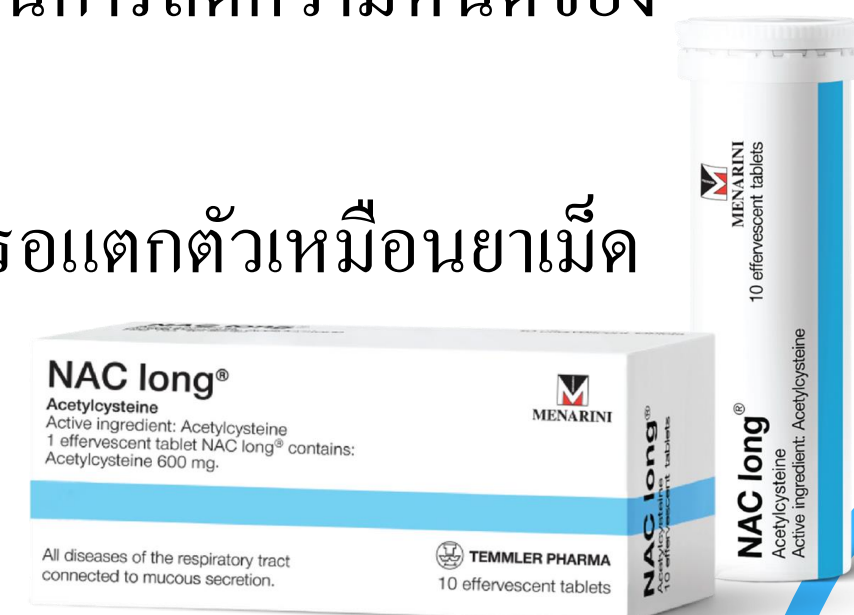 รอแตกตัวเหมือนยาเม็ด
NAC long®
Acetylcysteine
Active ingredient: Acetylcysteine
1 effervescent tablet NAC long® contains:
Acetylcysteine 600 mg.
MENARINI
All diseases of the respiratory tract
connected to mucous secretion.
TEMMLER PHARMA
10 effervescent tablets
NAC long®
Acetylcysteine
10 effervescent tablets
MENARINI
10 effervescent tablets
NAC long®
Acetylcysteine
Active ingredient: Acetylcysteine